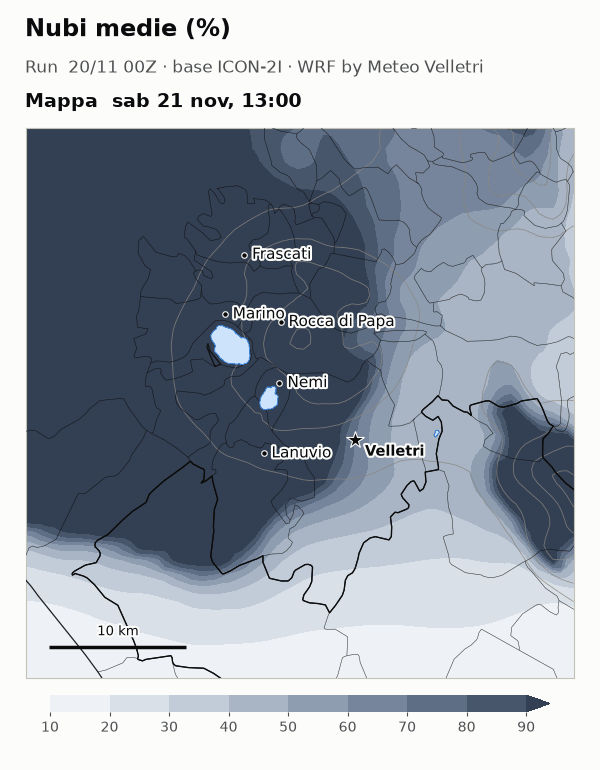 Nubi medie (%)
Run  20/11 00Z · base ICON-2I · WRF by Meteo Velletri
Mappa  sab 21 nov, 13:00
Frascati
Marino
Rocca di Papa
Nemi
Velletri
Lanuvio
10 km
10 20 30 40 50 60 70 80 90